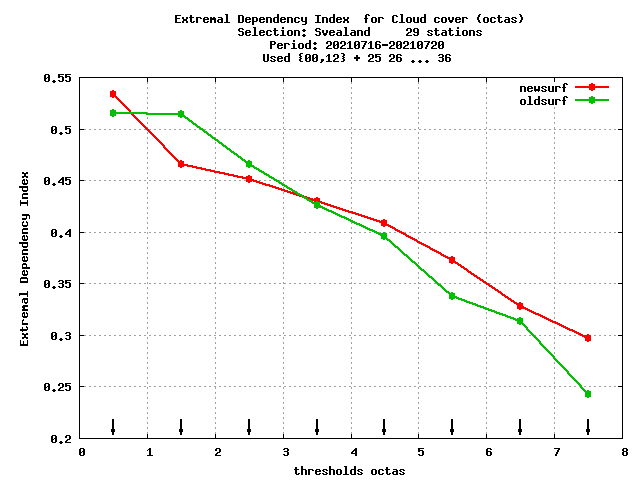 Extremal Dependency Index  for Cloud cover (octas)
Selection: Svealand     29 stations
Period: 20210716-20210720
Used {00,12} + 25 26 ... 36
newsurf
oldsurf
Extremal Dependency Index
0.55
0.5
0.45
0.4
0.35
0.3
0.25
0.2
0 1 2 3 4 5 6 7 8
thresholds octas